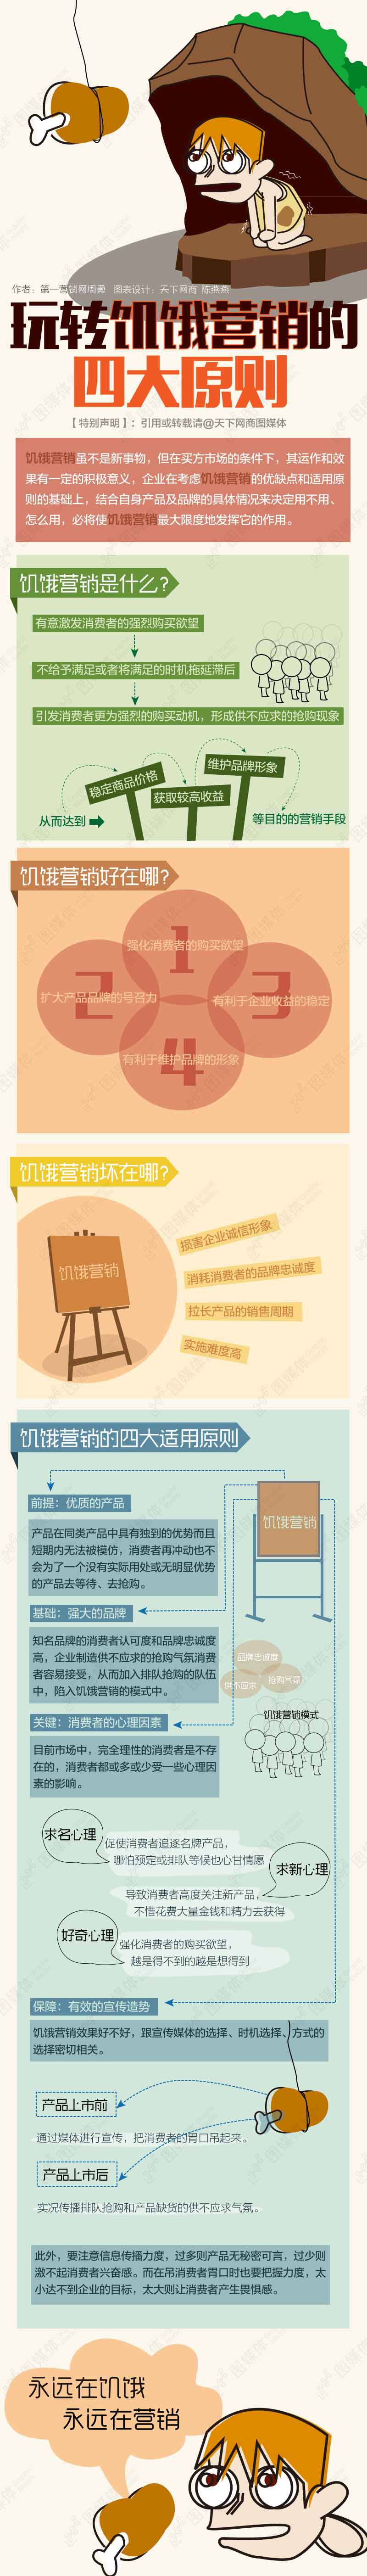 作者：第一营销网周勇 图表设计：天下网商 陈燕燕
玩转饥饿营销的
四大原则
【特别声明】：引用或转载请@天下网商图媒体
饥饿营销虽不是新事物，但在买方市场的条件下，其运作和效
果有一定的积极意义，企业在考虑饥饿营销的优缺点和适用原
则的基础上，结合自身产品及品牌的具体情况来决定用不用、
怎么用，必将使饥饿营销最大限度地发挥它的作用。
饥饿营销是什么？
有意激发消费者的强烈购买欲望
不给予满足或者将满足的时机拖延滞后
引发消费者更为强烈的购买动机，形成供不应求的抢购现象
稳定商品价格
获取较高收益
维护品牌形象
从而达到
等目的的营销手段
饥饿营销好在哪？
1
强化消费者的购买欲望
2
扩大产品品牌的号召力
3
有利于企业收益的稳定
4
有利于维护品牌的形象
饥饿营销坏在哪？
饥饿营销
损害企业诚信形象
消耗消费者的品牌忠诚度
拉长产品的销售周期
实施难度高
饥饿营销的四大适用原则
饥饿营销
前提：优质的产品
产品在同类产品中具有独到的优势而且
短期内无法被模仿，消费者再冲动也不
会为了一个没有实际用处或无明显优势
的产品去等待、去抢购。
基础：强大的品牌
知名品牌的消费者认可度和品牌忠诚度
高，企业制造供不应求的抢购气氛消费
者容易接受，从而加入排队抢购的队伍
中，陷入饥饿营销的模式中。
品牌忠诚度
供不应求
抢购气氛
饥饿营销模式
关键：消费者的心理因素
目前市场中，完全理性的消费者是不存
在的，消费者都或多或少受一些心理因
素的影响。
求名心理
促使消费者追逐名牌产品，
哪怕预定或排队等候也心甘情愿
求新心理
导致消费者高度关注新产品，
不惜花费大量金钱和精力去获得
好奇心理
强化消费者的购买欲望，
越是得不到的越是想得到
保障：有效的宣传造势
饥饿营销效果好不好，跟宣传媒体的选择、时机选择、方式的
选择密切相关。
产品上市前
通过媒体进行宣传，把消费者的胃口吊起来。
产品上市后
实况传播排队抢购和产品缺货的供不应求气氛。
此外，要注意信息传播力度，过多则产品无秘密可言，过少则
激不起消费者兴奋感。而在吊消费者胃口时也要把握力度，太
小达不到企业的目标，太大则让消费者产生畏惧感。
永远在饥饿
永远在营销